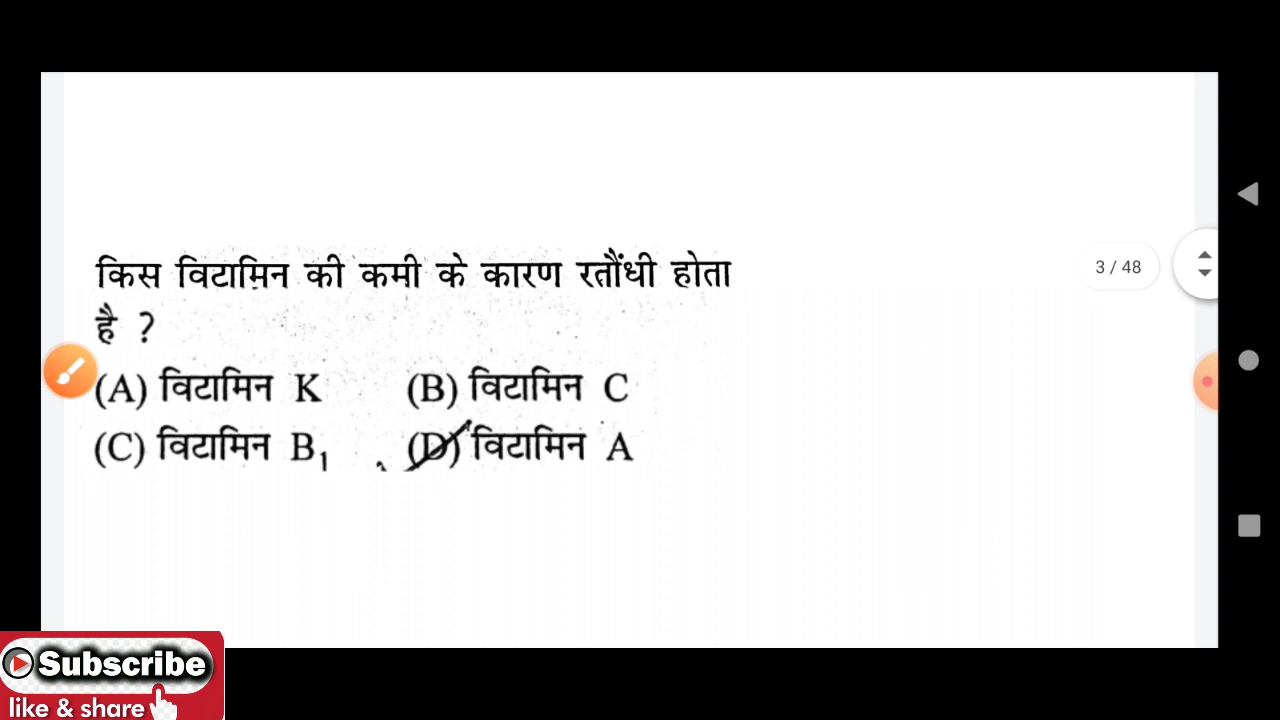 किस विटामिन की कमी के कारण रतौंधी होता
है ?
3 / 48
(A) विटामिन K (B) विटामिन C
(C) विटामिन B₁ (D) विटामिन A
Subscribe
like & share